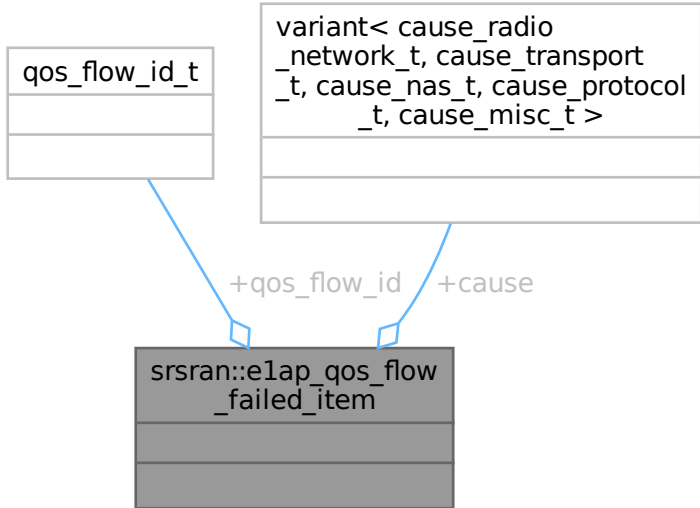 qos_flow_id_t
variant< cause_radio
_network_t, cause_transport
_t, cause_nas_t, cause_protocol
_t, cause_misc_t >
+qos_flow_id
+cause
srsran::e1ap_qos_flow
_failed_item